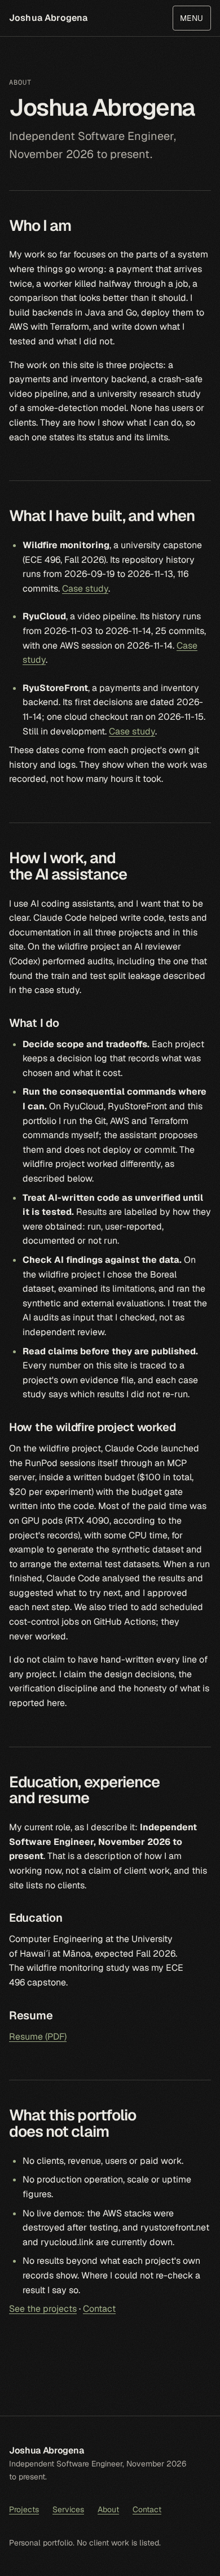 Joshua Abrogena
MENU
ABOUT
Joshua Abrogena
Independent Software Engineer,
November 2026 to present.
Who I am
My work so far focuses on the parts of a system
where things go wrong: a payment that arrives
twice, a worker killed halfway through a job, a
comparison that looks better than it should. I
build backends in Java and Go, deploy them to
AWS with Terraform, and write down what I
tested and what I did not.
The work on this site is three projects: a
payments and inventory backend, a crash-safe
video pipeline, and a university research study
of a smoke-detection model. None has users or
clients. They are how I show what I can do, so
each one states its status and its limits.
What I have built, and when
• Wildfire monitoring, a university capstone
(ECE 496, Fall 2026). Its repository history
runs from 2026-09-19 to 2026-11-13, 116
commits. Case study.
• RyuCloud, a video pipeline. Its history runs
from 2026-11-03 to 2026-11-14, 25 commits,
with one AWS session on 2026-11-14. Case
study.
• RyuStoreFront, a payments and inventory
backend. Its first decisions are dated 2026-
11-14; one cloud checkout ran on 2026-11-15.
Still in development. Case study.
These dates come from each project's own git
history and logs. They show when the work was
recorded, not how many hours it took.
How I work, and
the AI assistance
I use AI coding assistants, and I want that to be
clear. Claude Code helped write code, tests and
documentation in all three projects and in this
site. On the wildfire project an AI reviewer
(Codex) performed audits, including the one that
found the train and test split leakage described
in the case study.
What I do
• Decide scope and tradeoffs. Each project
keeps a decision log that records what was
chosen and what it cost.
• Run the consequential commands where
I can. On RyuCloud, RyuStoreFront and this
portfolio I run the Git, AWS and Terraform
commands myself; the assistant proposes
them and does not deploy or commit. The
wildfire project worked differently, as
described below.
• Treat AI-written code as unverified until
it is tested. Results are labelled by how they
were obtained: run, user-reported,
documented or not run.
• Check AI findings against the data. On
the wildfire project I chose the Boreal
dataset, examined its limitations, and ran the
synthetic and external evaluations. I treat the
AI audits as input that I checked, not as
independent review.
• Read claims before they are published.
Every number on this site is traced to a
project's own evidence file, and each case
study says which results I did not re-run.
How the wildfire project worked
On the wildfire project, Claude Code launched
the RunPod sessions itself through an MCP
server, inside a written budget ($100 in total,
$20 per experiment) with the budget gate
written into the code. Most of the paid time was
on GPU pods (RTX 4090, according to the
project's records), with some CPU time, for
example to generate the synthetic dataset and
to arrange the external test datasets. When a run
finished, Claude Code analysed the results and
suggested what to try next, and I approved
each next step. We also tried to add scheduled
cost-control jobs on GitHub Actions; they
never worked.
I do not claim to have hand-written every line of
any project. I claim the design decisions, the
verification discipline and the honesty of what is
reported here.
Education, experience
and resume
My current role, as I describe it: Independent
Software Engineer, November 2026 to
present. That is a description of how I am
working now, not a claim of client work, and this
site lists no clients.
Education
Computer Engineering at the University
of Hawaiʻi at Mānoa, expected Fall 2026.
The wildfire monitoring study was my ECE
496 capstone.
Resume
Resume (PDF)
What this portfolio
does not claim
• No clients, revenue, users or paid work.
• No production operation, scale or uptime
figures.
• No live demos: the AWS stacks were
destroyed after testing, and ryustorefront.net
and ryucloud.link are currently down.
• No results beyond what each project's own
records show. Where I could not re-check a
result I say so.
See the projects · Contact
Joshua Abrogena
Independent Software Engineer, November 2026
to present.
Projects Services About Contact
Personal portfolio. No client work is listed.